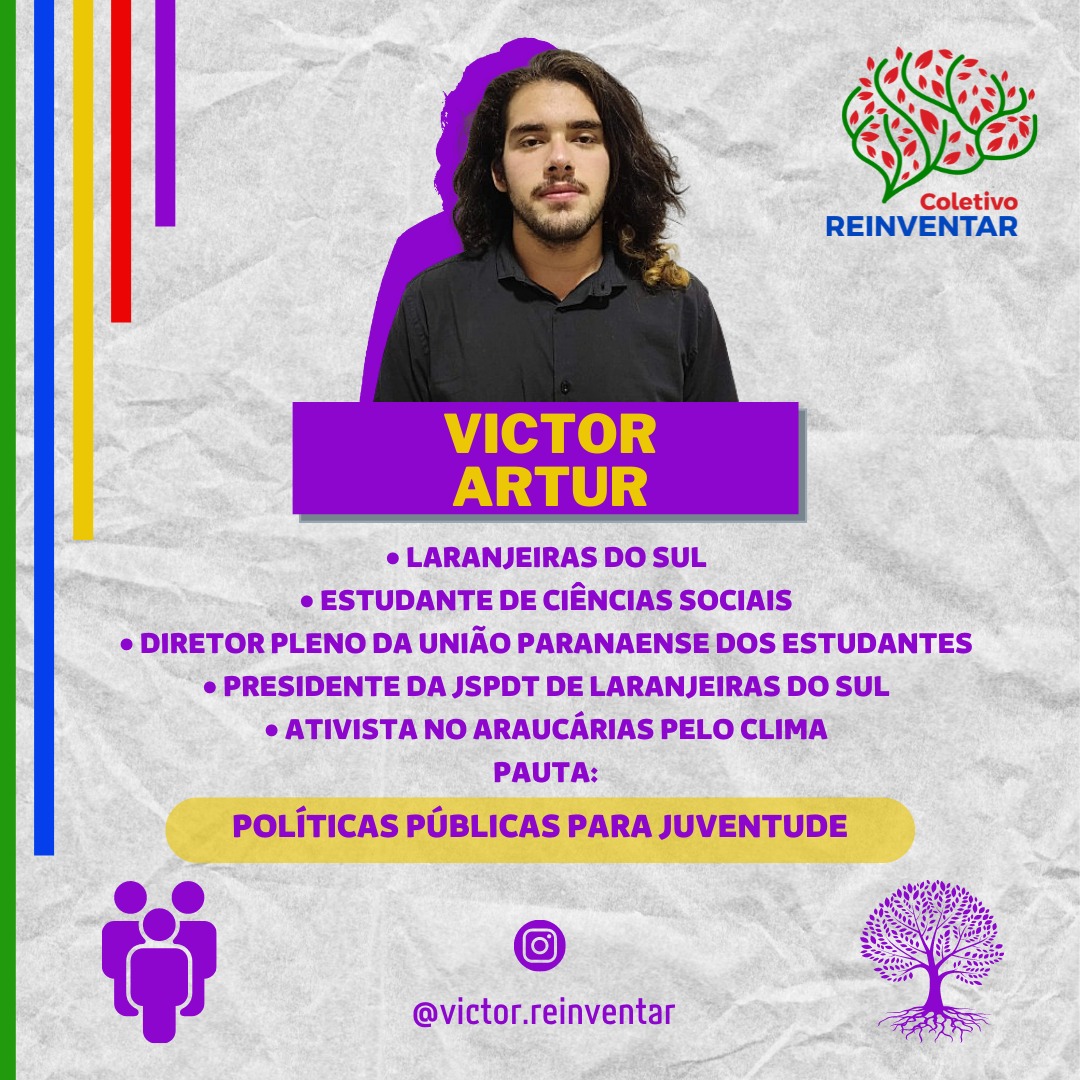 Coletivo
REINVENTAR
VICTOR
ARTUR
• LARANJEIRAS DO SUL
• ESTUDANTE DE CIÊNCIAS SOCIAIS
• DIRETOR PLENO DA UNIÃO PARANAENSE DOS ESTUDANTES
• PRESIDENTE DA JSPDT DE LARANJEIRAS DO SUL
• ATIVISTA NO ARAUCÁRIAS PELO CLIMA
PAUTA:
POLÍTICAS PÚBLICAS PARA JUVENTUDE
@victor.reinventar